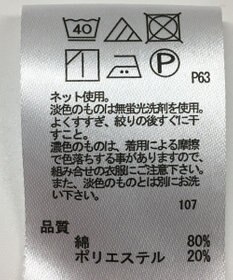 40
P
P63
ネット使用。
淡色のものは無蛍光洗剤を使用。
よくすすぎ、絞りの後すぐに干
すこと。
濃色のものは、着用による摩擦
で色落ちする事がありますので、
組み合せの衣服にご注意下さい。
また、淡色のものとは別にお洗
い下さい。
107
品質
綿 80%
ポリエステル 20%